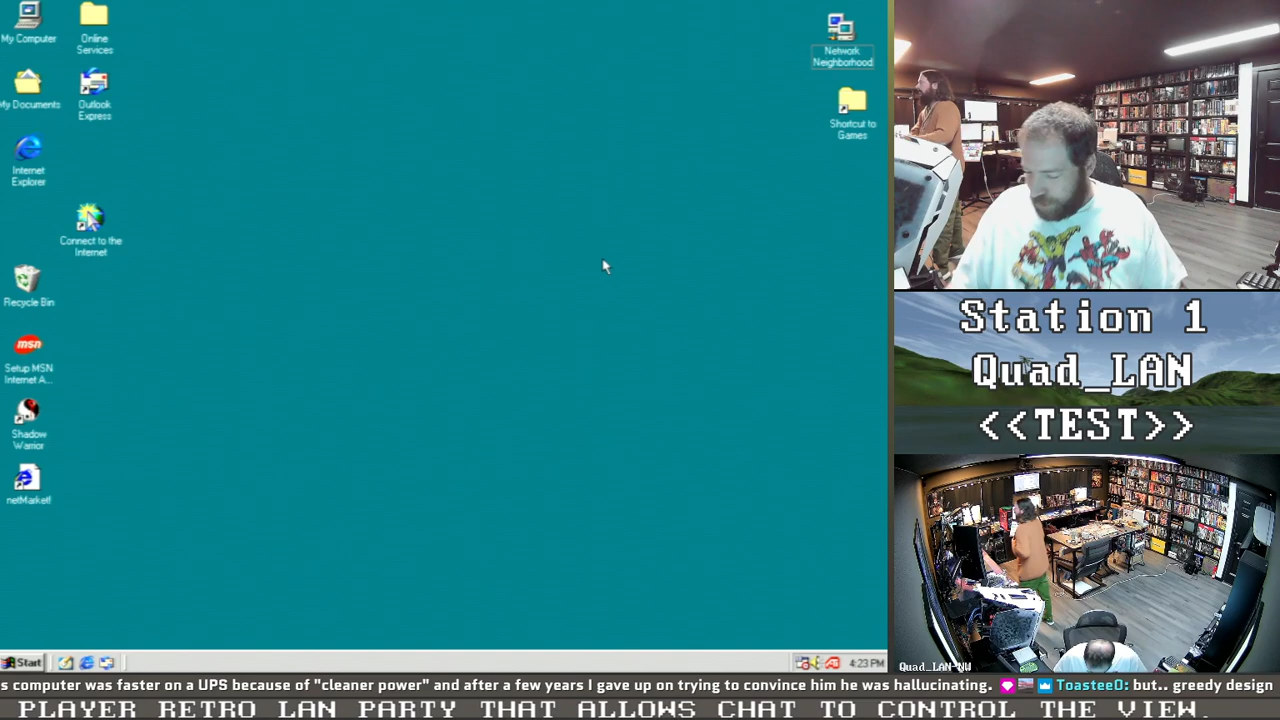 My Computer
Online
Services
My Documents
Outlook
Express
Internet
Explorer
Connect to the
Internet
Recycle Bin
msn
Setup MSN
Internet A...
Shadow
Warrior
netMarket!
Network
Neighborhood
Shortcut to
Games
Start
4:23 PM
Station 1
Quad_LAN
<<TEST>>
Quad_LAN-NW
s computer was faster on a UPS because of "cleaner power" and after a few years I gave up on trying to convince him he was hallucinating. ToasteeO: but.. greedy design
PLAYER RETRO LAN PARTY THAT ALLOWS CHAT TO CONTROL THE VIEW